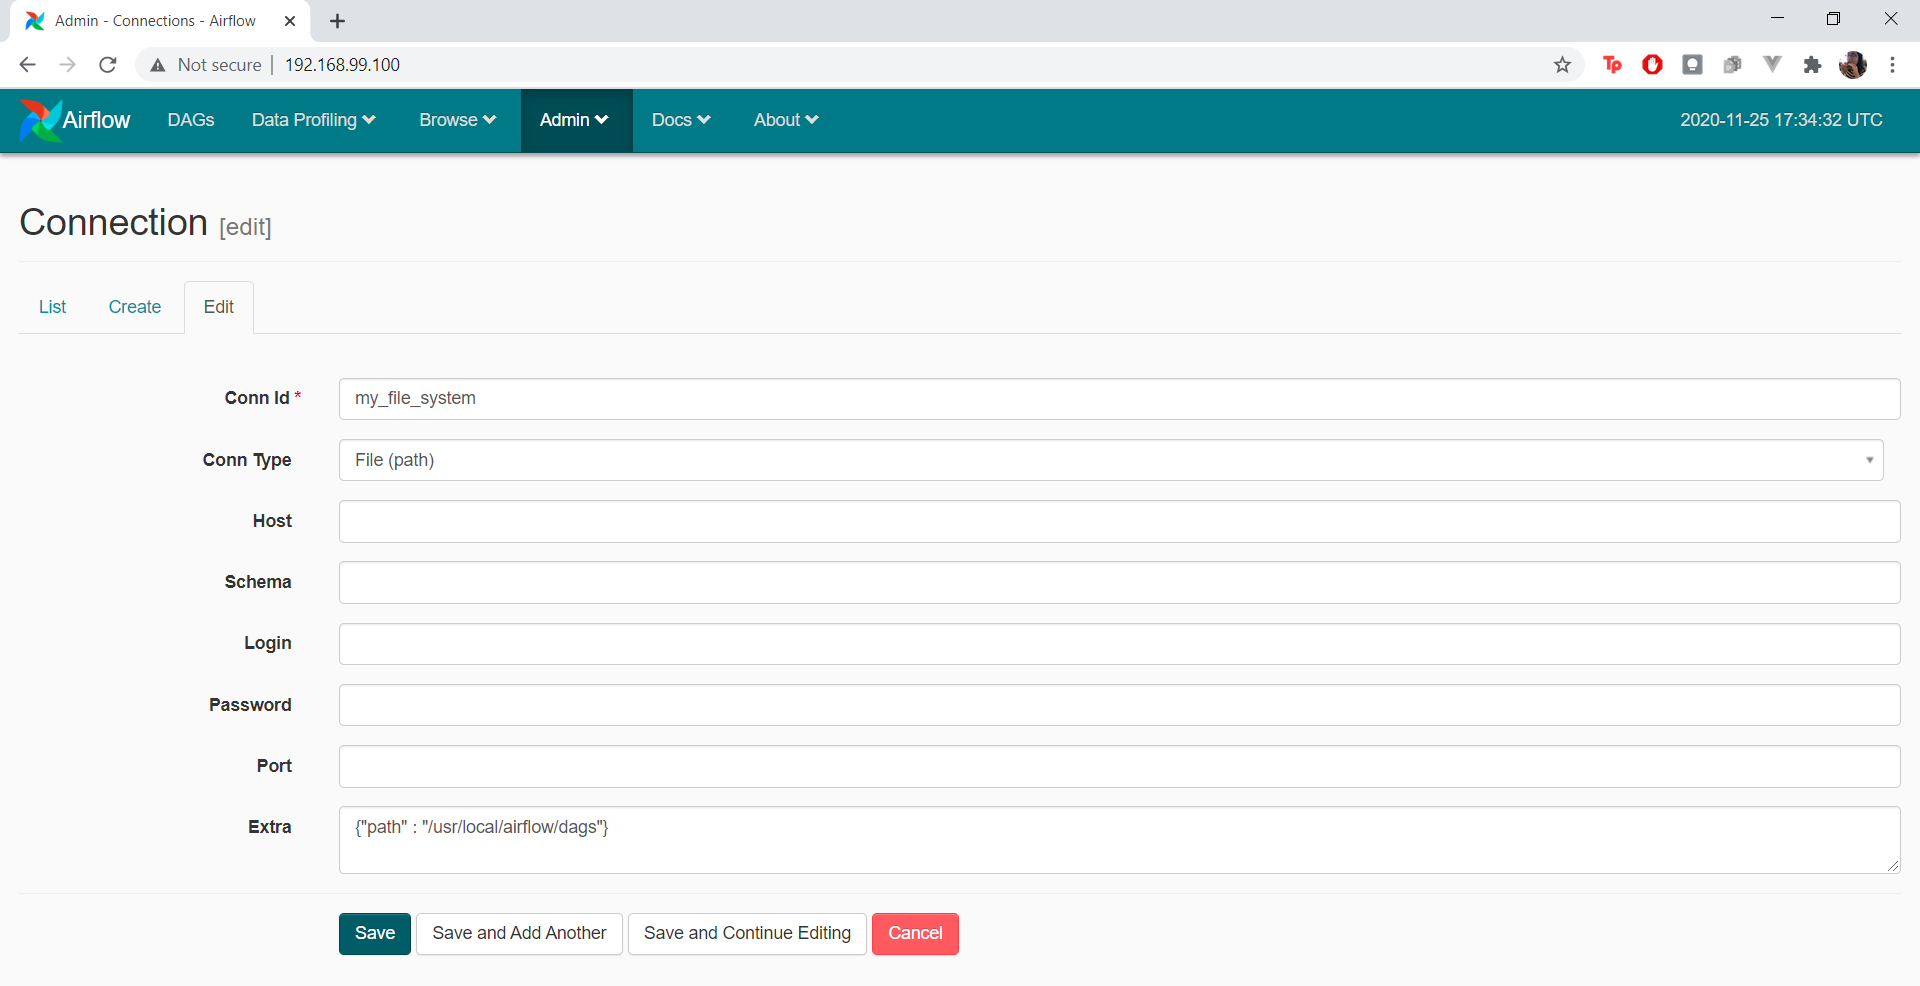 Admin - Connections - Airflow
Not secure | 192.168.99.100
Tp
Airflow DAGs Data Profiling Browse Admin Docs About 2020-11-25 17:34:32 UTC
Connection [edit]
List Create Edit
Conn Id * my_file_system
Conn Type File (path)
Host
Schema
Login
Password
Port
Extra {"path" : "/usr/local/airflow/dags"}
Save Save and Add Another Save and Continue Editing Cancel